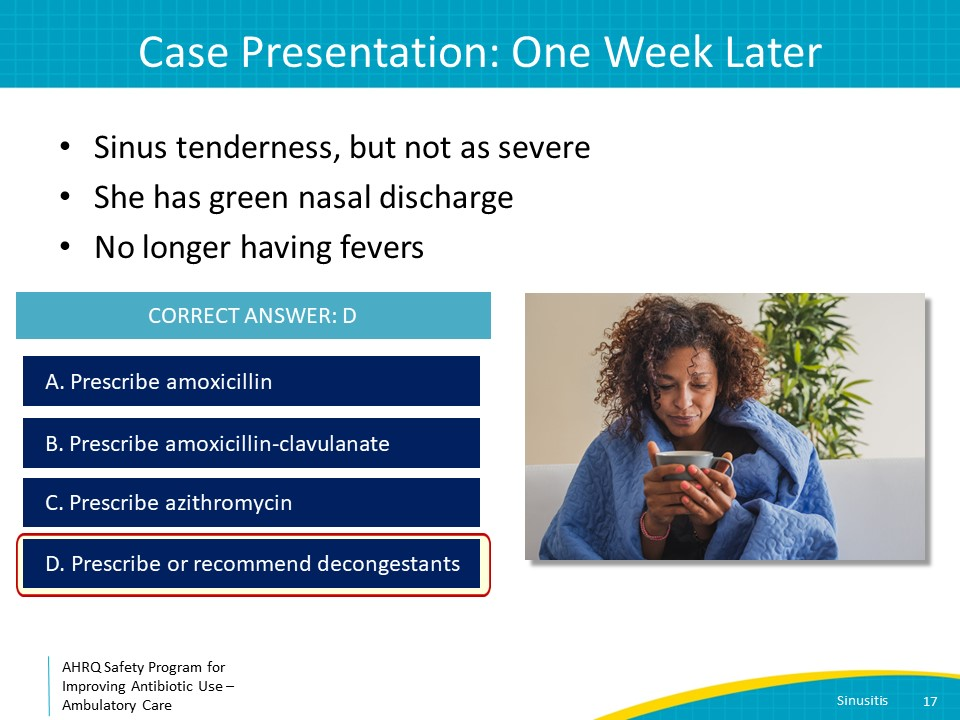 Case Presentation: One Week Later
• Sinus tenderness, but not as severe
• She has green nasal discharge
• No longer having fevers
CORRECT ANSWER: D
A. Prescribe amoxicillin
B. Prescribe amoxicillin-clavulanate
C. Prescribe azithromycin
D. Prescribe or recommend decongestants
AHRQ Safety Program for
Improving Antibiotic Use –
Ambulatory Care
Sinusitis 17